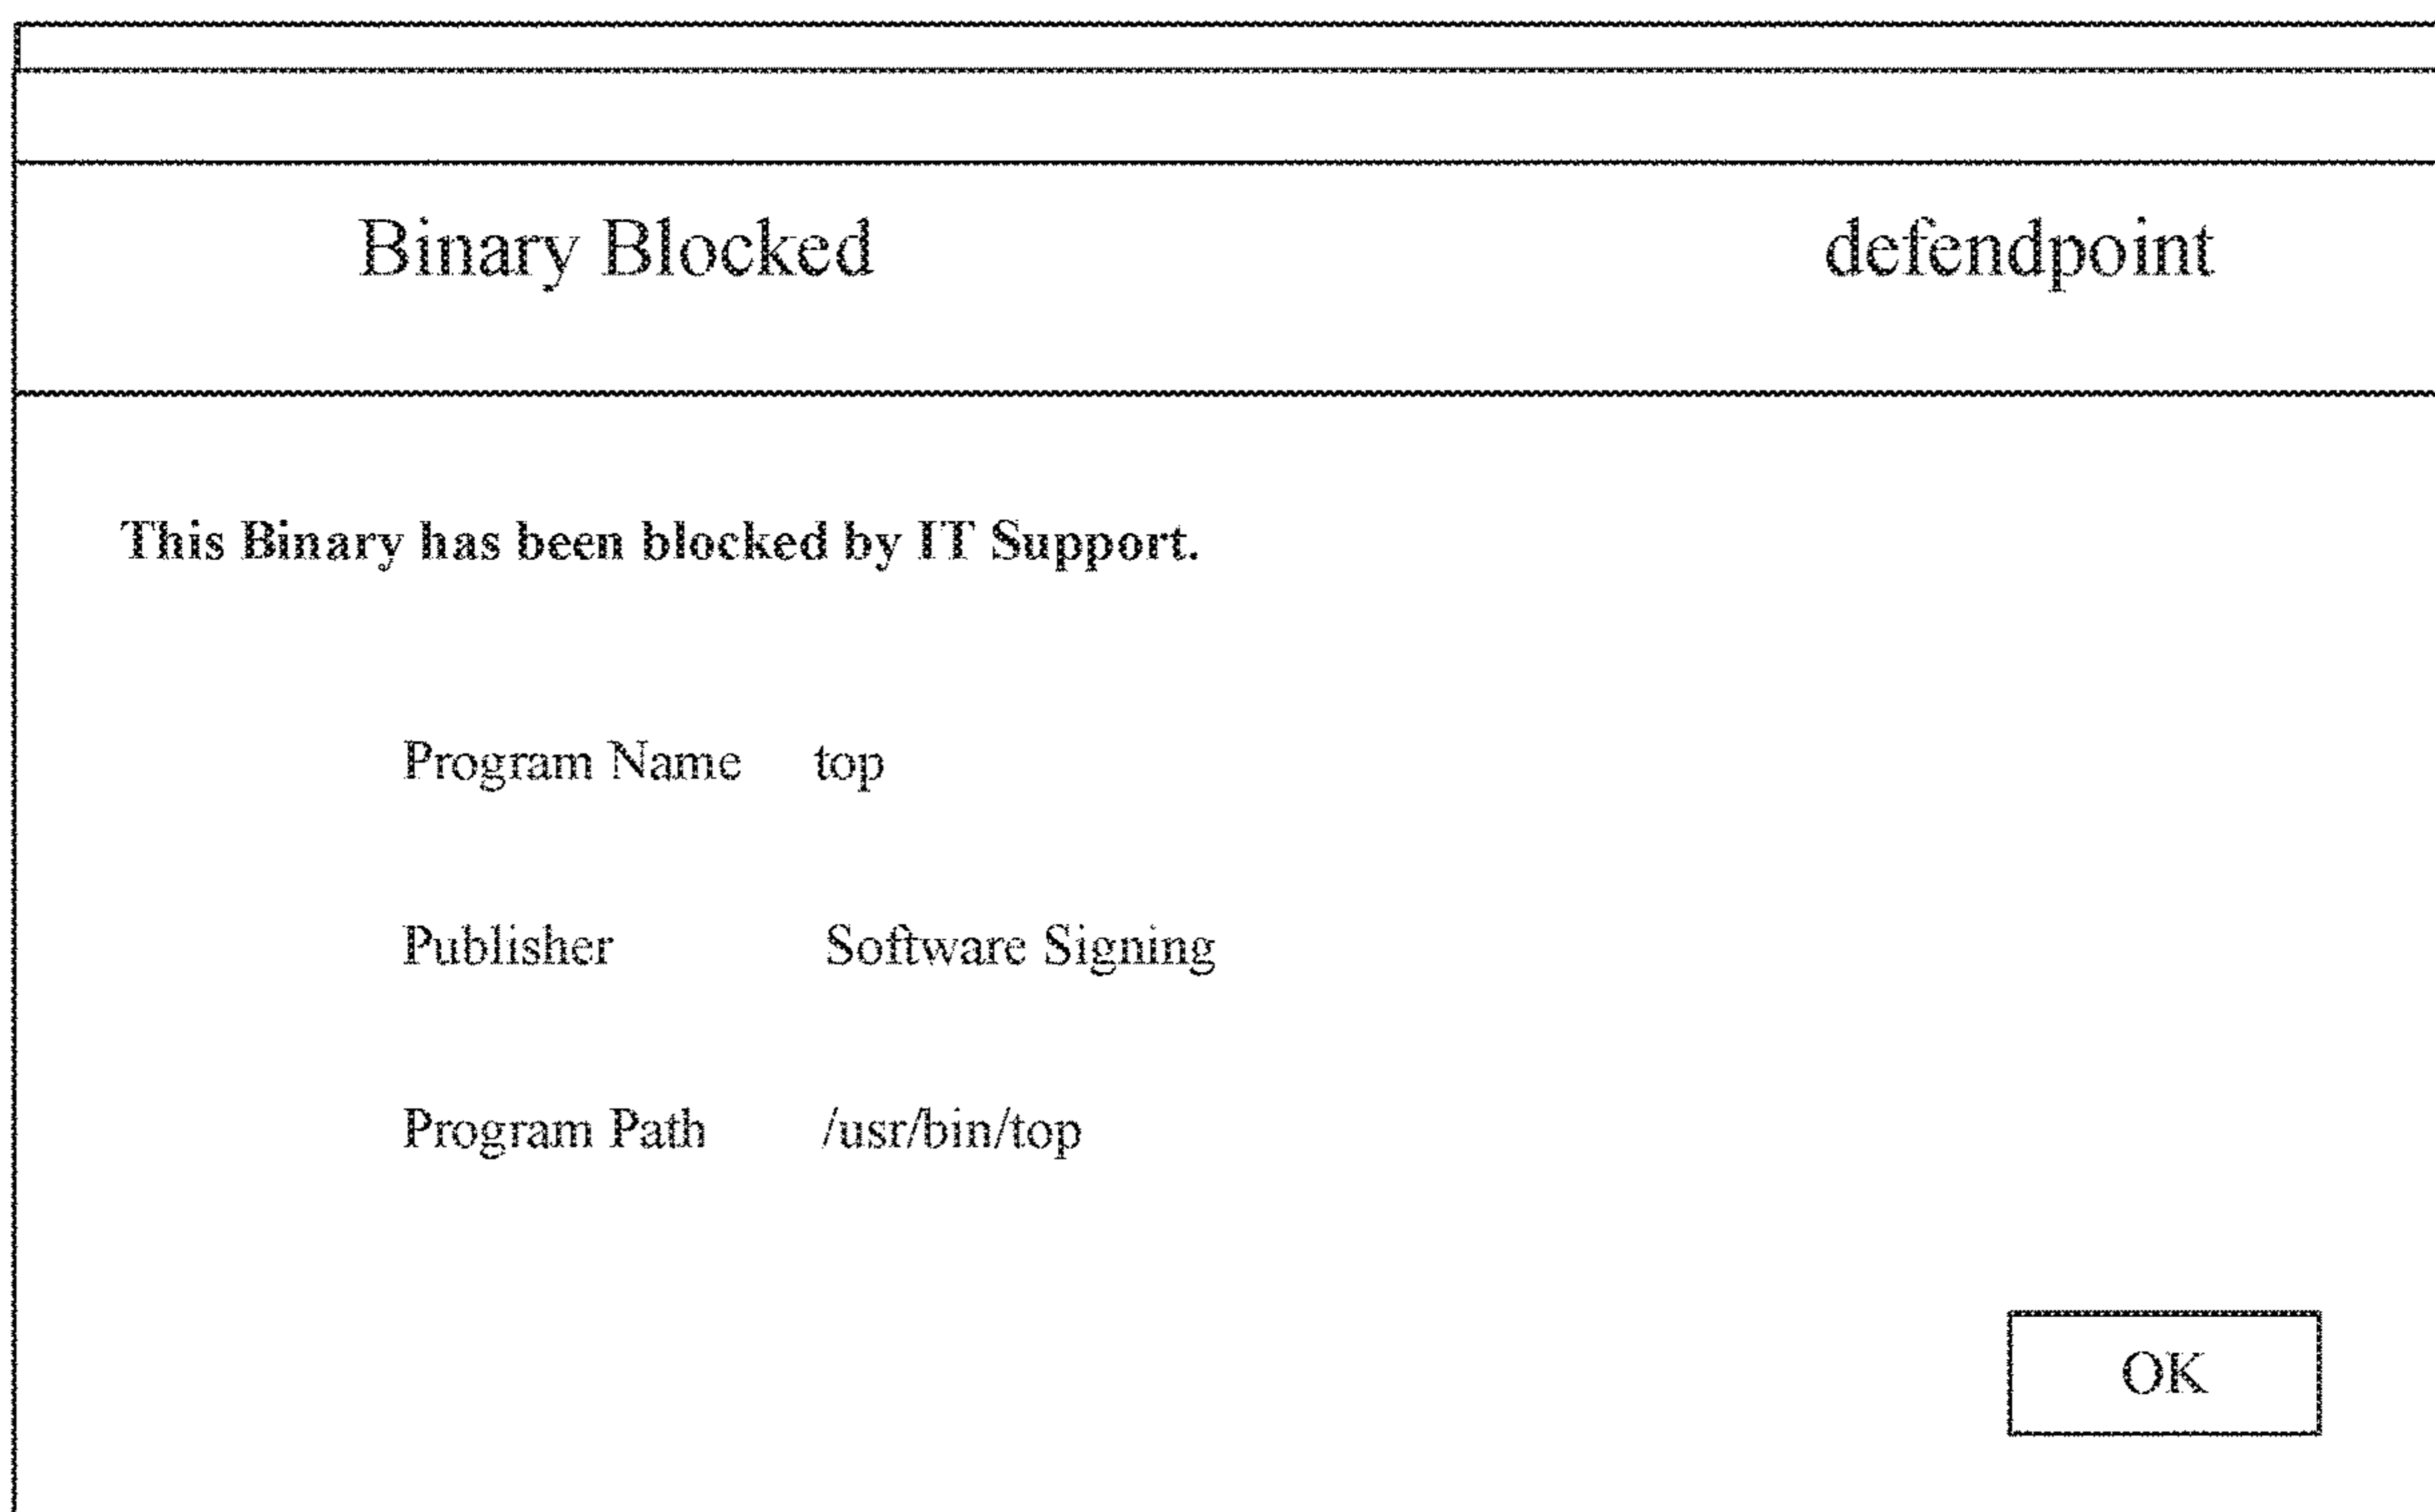 Binary Blocked defendpoint
This Binary has been blocked by IT Support.
Program Name top
Publisher Software Signing
Program Path /usr/bin/top
OK